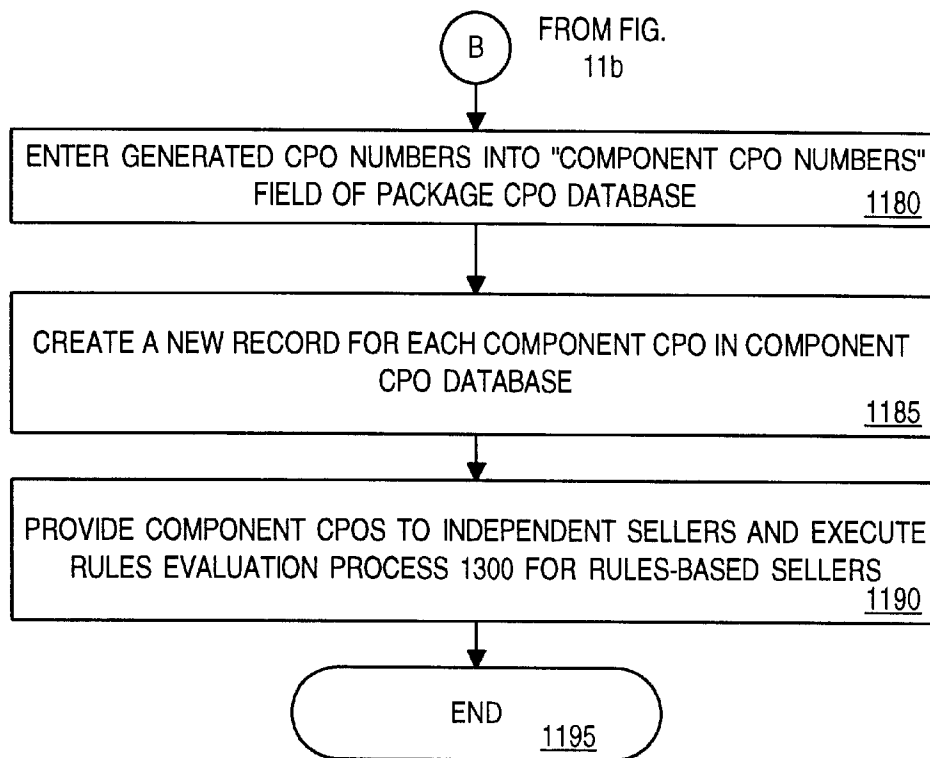 B
FROM FIG.
11b
ENTER GENERATED CPO NUMBERS INTO "COMPONENT CPO NUMBERS"
FIELD OF PACKAGE CPO DATABASE
1180
CREATE A NEW RECORD FOR EACH COMPONENT CPO IN COMPONENT
CPO DATABASE
1185
PROVIDE COMPONENT CPOS TO INDEPENDENT SELLERS AND EXECUTE
RULES EVALUATION PROCESS 1300 FOR RULES-BASED SELLERS
1190
END
1195